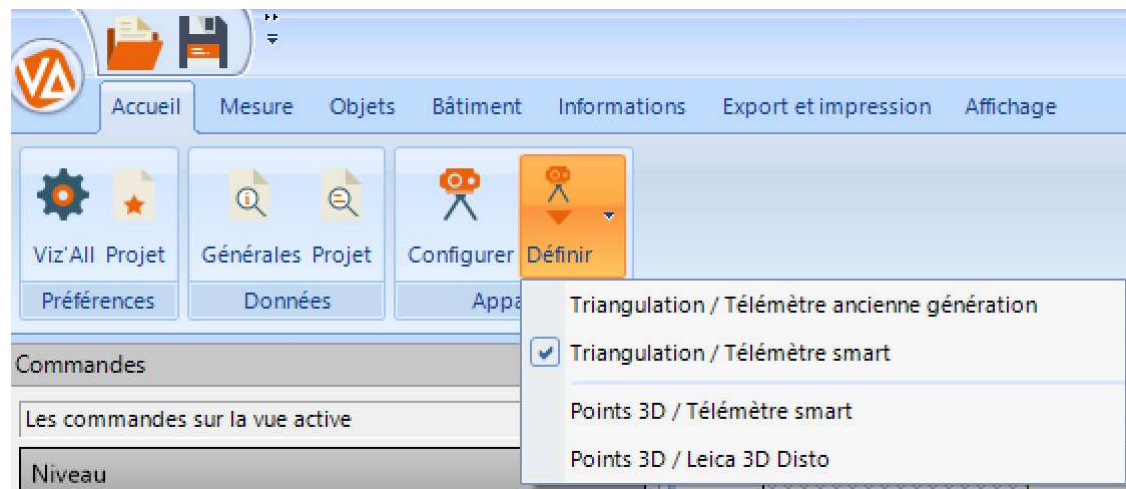 VA
Accueil Mesure Objets Bâtiment Informations Export et impression Affichage
Viz'All Projet Générales Projet Configurer Définir
Préférences Données Appa
Triangulation / Télémètre ancienne génération
Triangulation / Télémètre smart
Points 3D / Télémètre smart
Points 3D / Leica 3D Disto
Commandes
Les commandes sur la vue active
Niveau